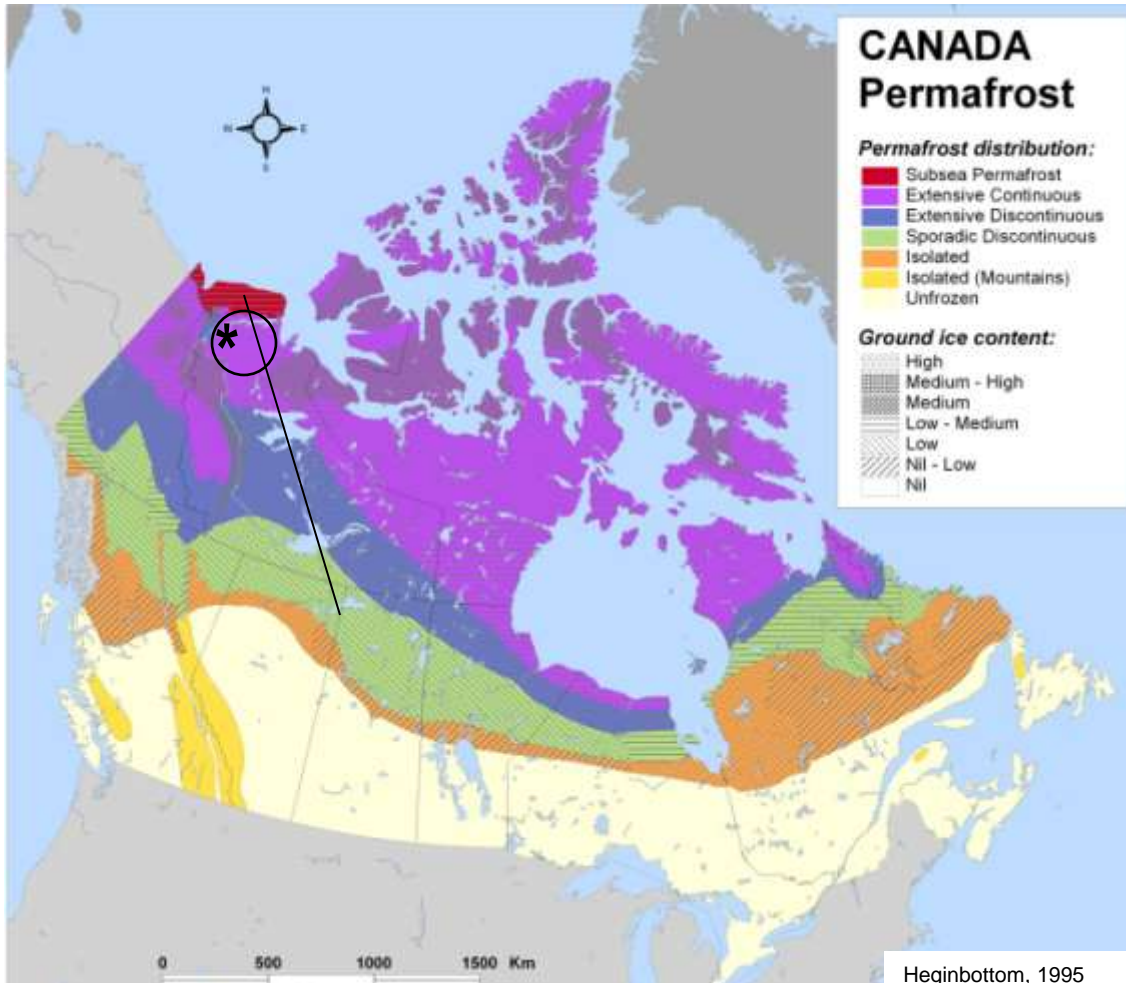 CANADA
Permafrost
Permafrost distribution:
Subsea Permafrost
Extensive Continuous
Extensive Discontinuous
Sporadic Discontinuous
Isolated
Isolated (Mountains)
Unfrozen
Ground ice content:
High
Medium - High
Medium
Low - Medium
Low
Nil - Low
Nil
E
*
0 500 1000 1500 Km
Heginbottom, 1995